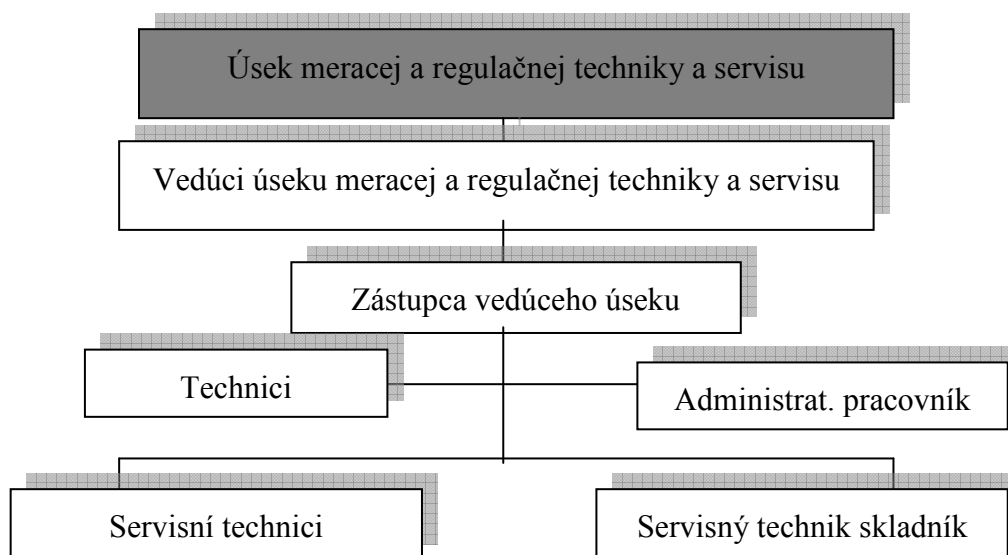 Úsek meracej a regulačnej techniky a servisu
Vedúci úseku meracej a regulačnej techniky a servisu
Zástupca vedúceho úseku
Technici
Administrat. pracovník
Servisní technici
Servisný technik skladník